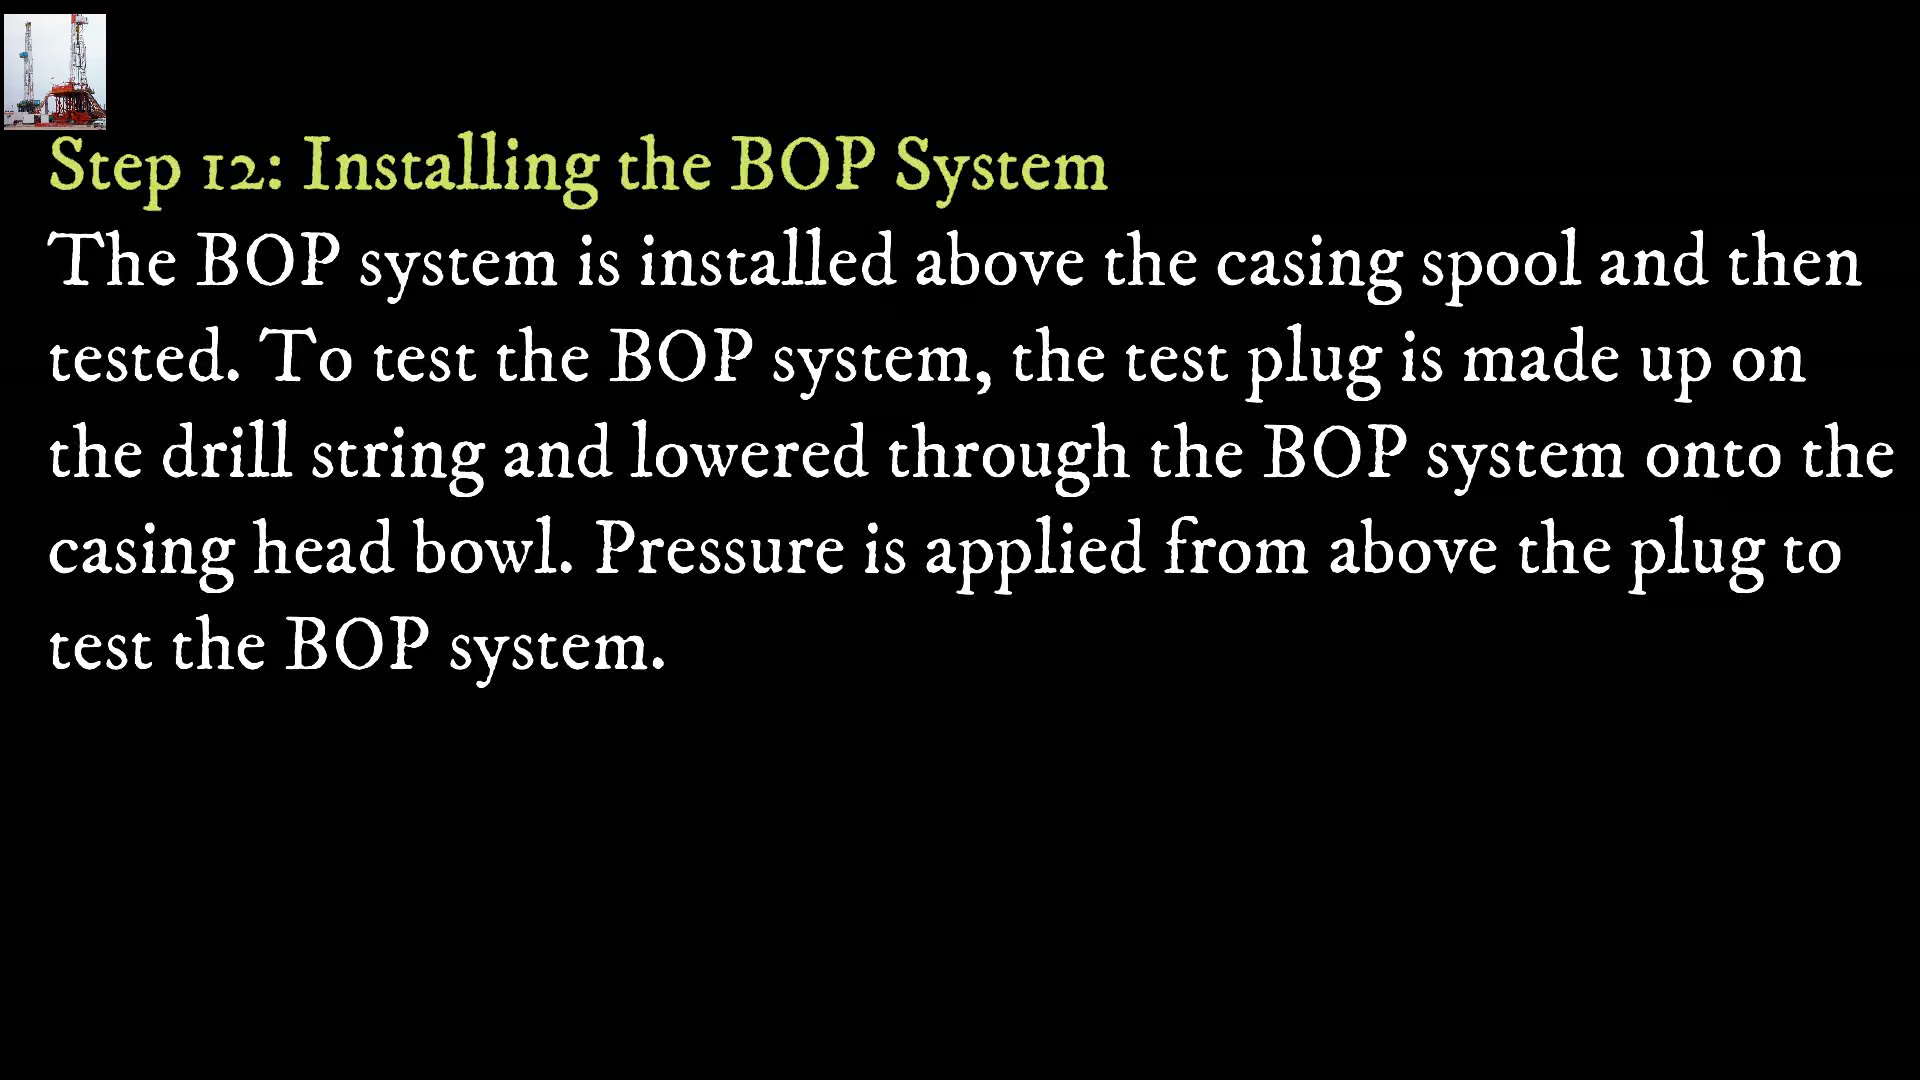 Step 12: Installing the BOP System
The BOP system is installed above the casing spool and then
tested. To test the BOP system, the test plug is made up on
the drill string and lowered through the BOP system onto the
casing head bowl. Pressure is applied from above the plug to
test the BOP system.